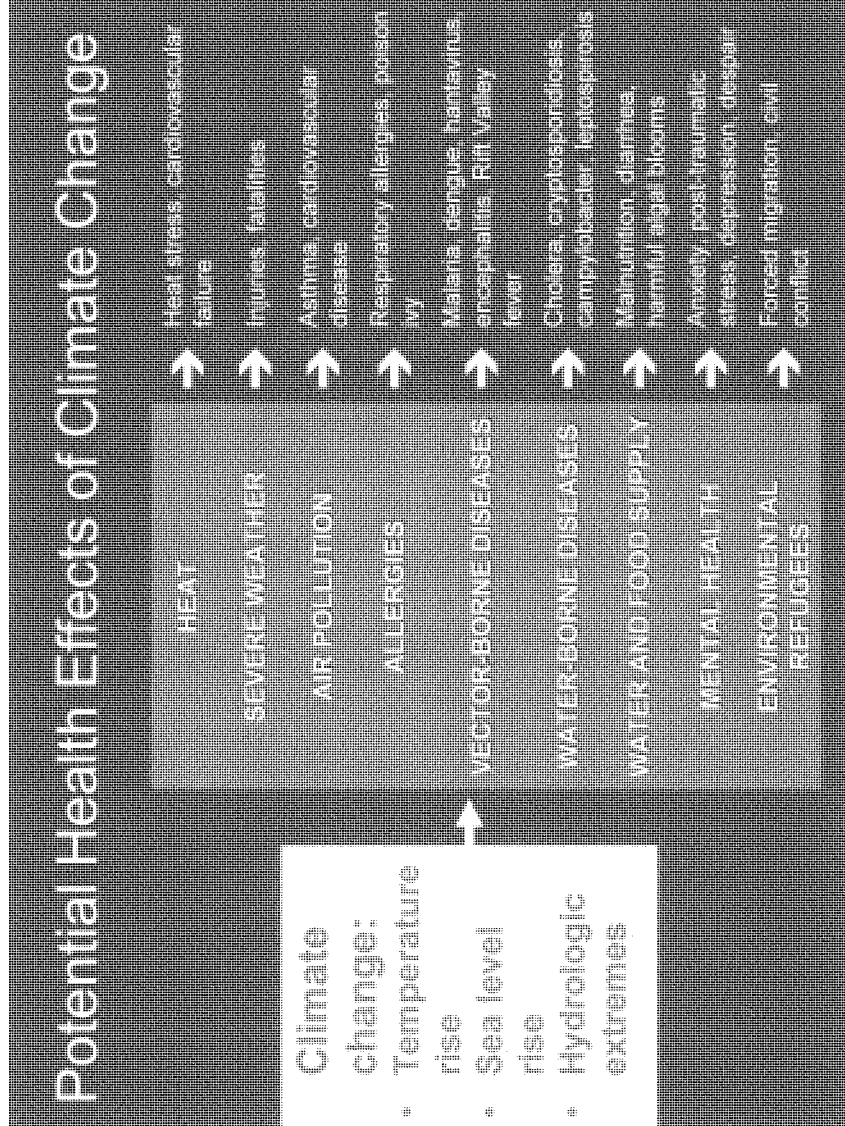 Potential Health Effects of Climate Change
Climate
change:
• Temperature
rise
• Sea level
rise
• Hydrologic
extremes
HEAT
Heat stress, cardiovascular
failure
SEVERE WEATHER
Injuries, fatalities
AIR POLLUTION
Asthma, cardiovascular
disease
ALLERGIES
Respiratory allergies, poison
ivy
VECTOR-BORNE DISEASES
Malaria, dengue, hantavirus,
encephalitis, Rift Valley
fever
WATER-BORNE DISEASES
Cholera, cryptosporidiosis,
campylobacter, leptospirosis
WATER AND FOOD SUPPLY
Malnutrition, diarrhea,
harmful algal blooms
MENTAL HEALTH
Anxiety, post-traumatic
stress, depression, despair
ENVIRONMENTAL
REFUGEES
Forced migration, civil
conflict